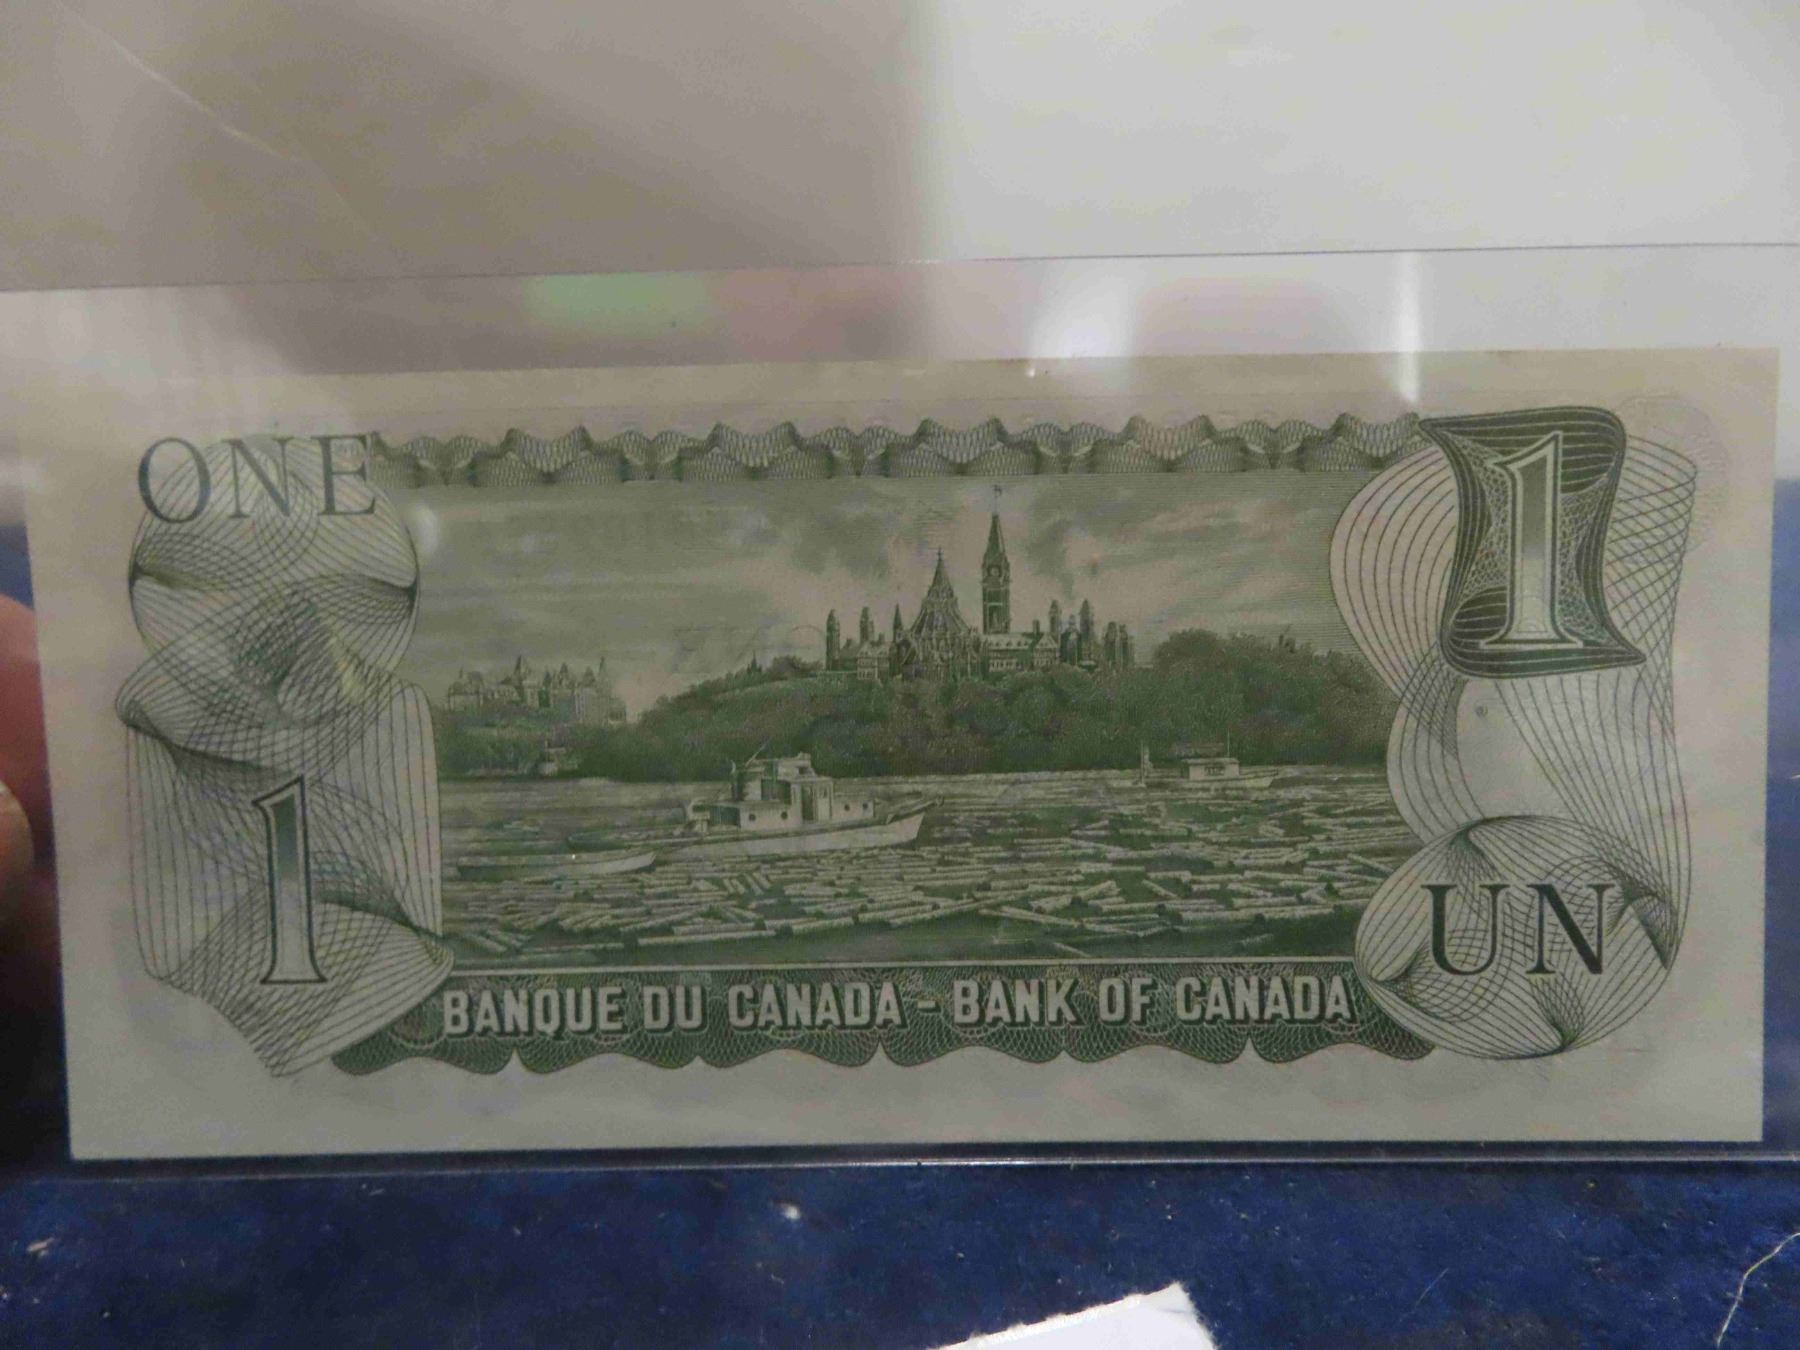 ONE
1
1
BANQUE DU CANADA - BANK OF CANADA
UN